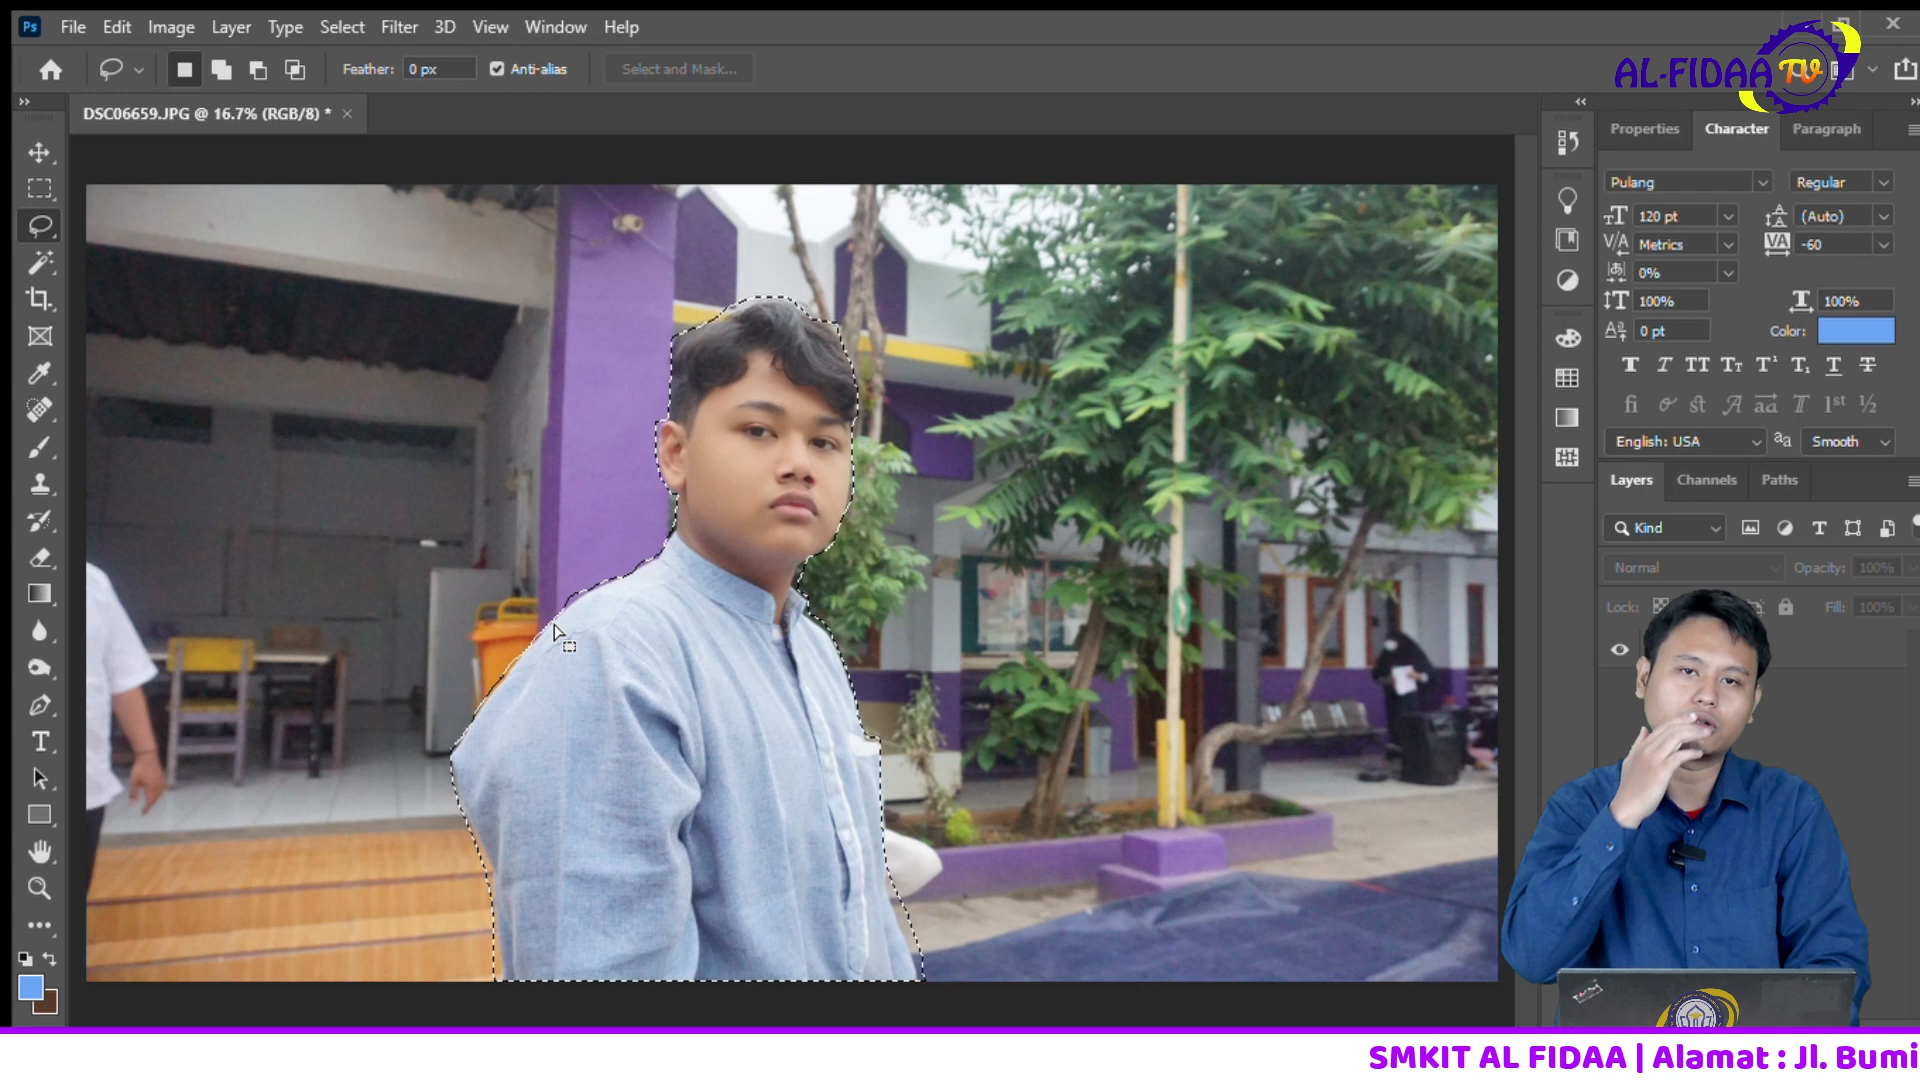 Ps File Edit Image Layer Type Select Filter 3D View Window Help
Feather: 0 px Anti-alias Select and Mask...
AL-FIDAA TV
DSC06659.JPG @ 16.7% (RGB/8) *
Properties Character Paragraph
Pulang Regular
120 pt (Auto)
Metrics -60
0%
100% 100%
0 pt Color:
English: USA Smooth
Layers Channels Paths
Kind
Normal Opacity: 100%
Lock: Fill: 100%
SMKIT AL FIDAA | Alamat : Jl. Bumi